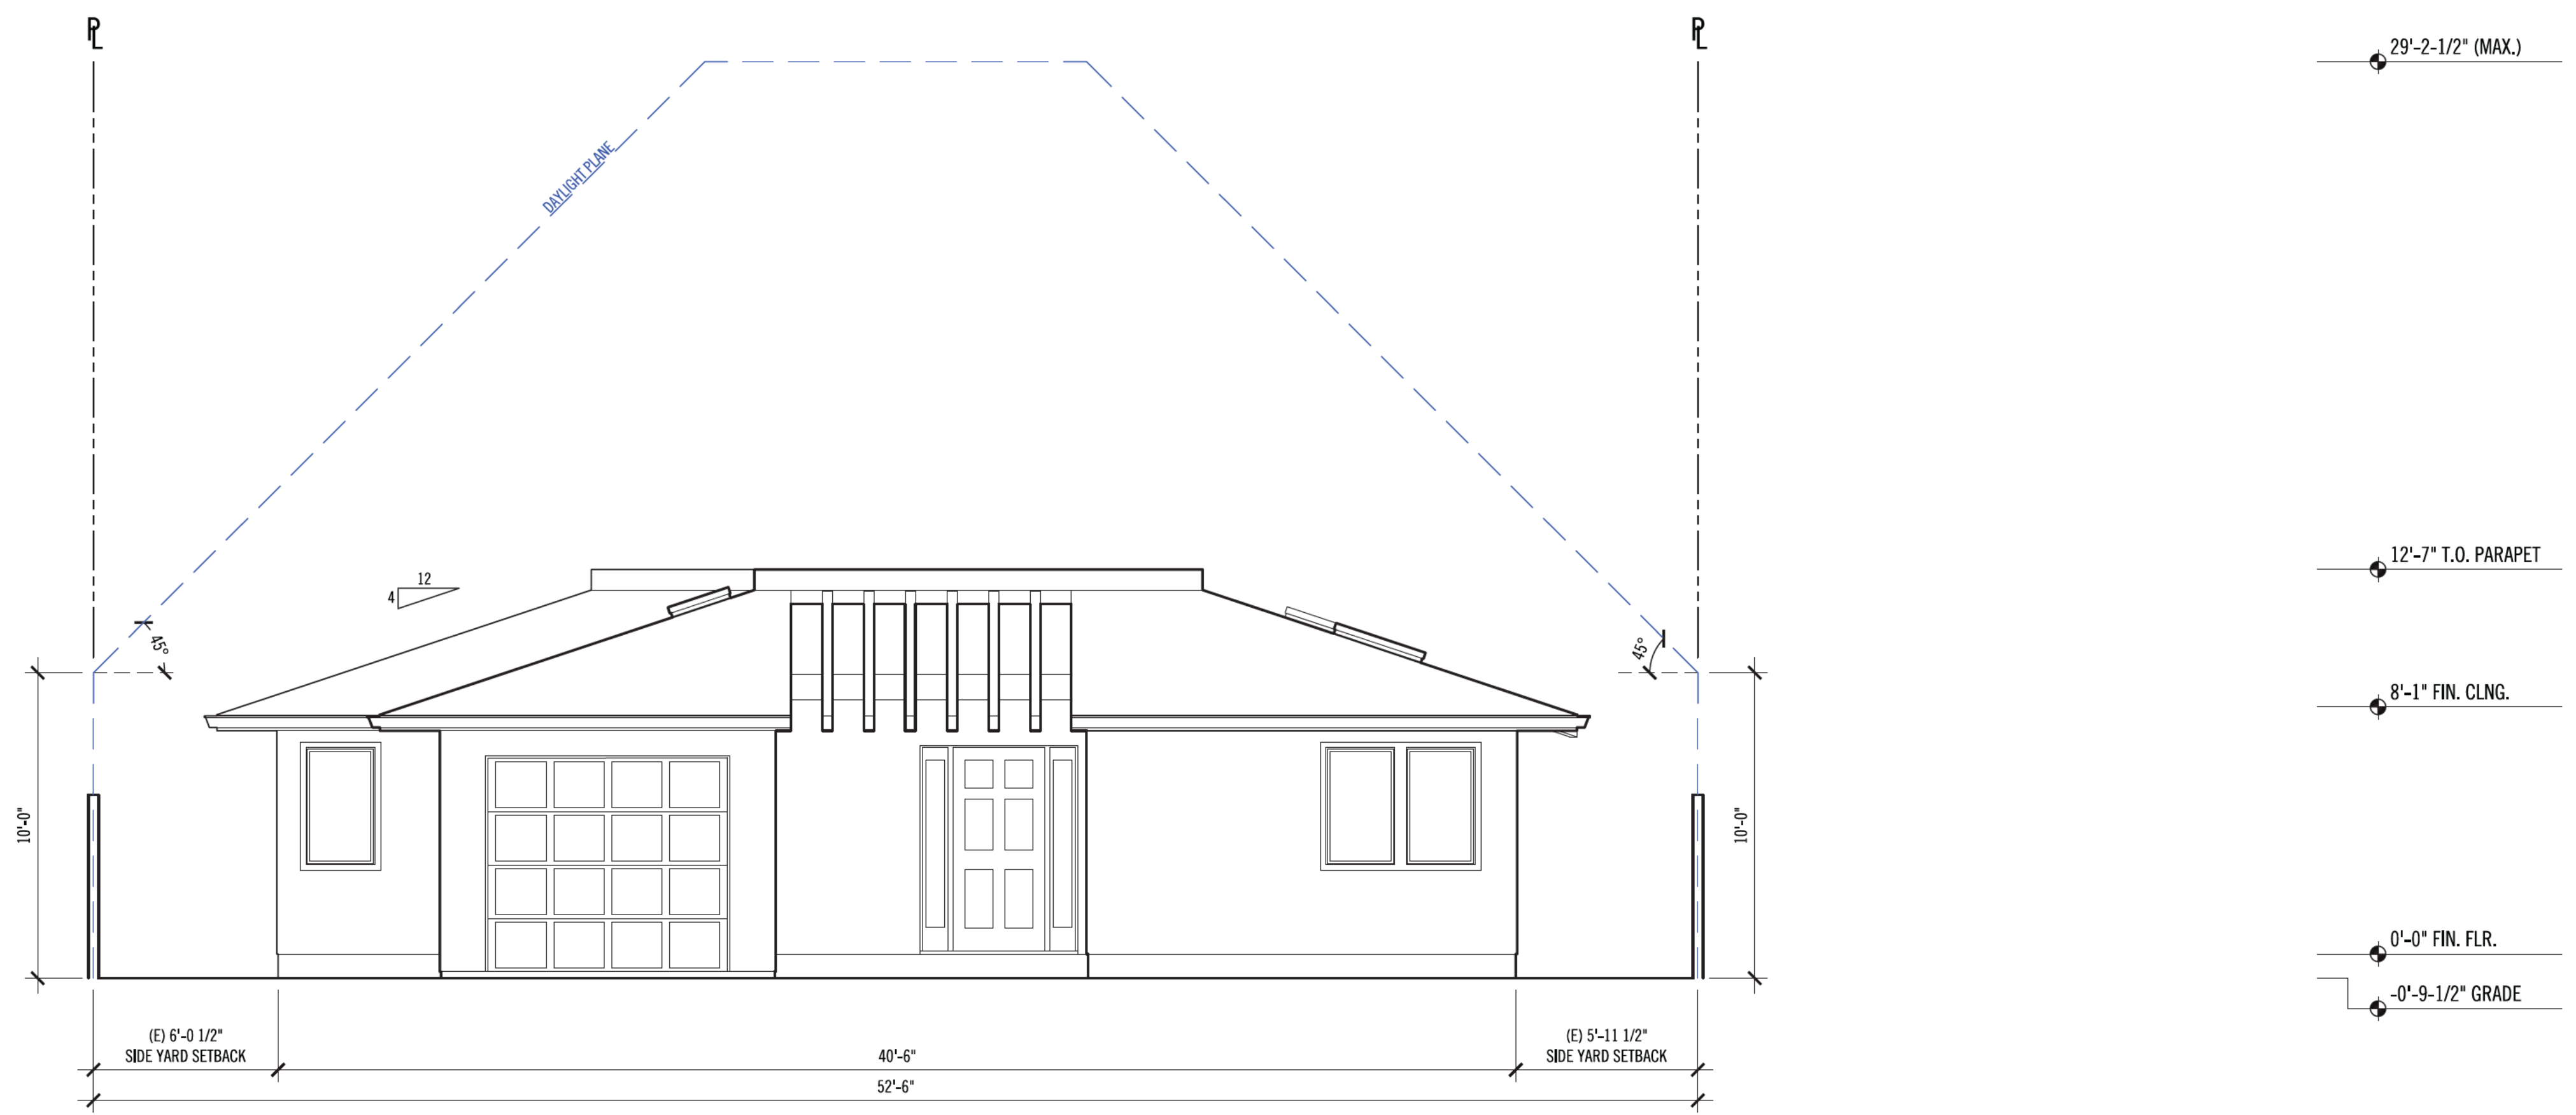 PL
PL
29'-2-1/2" (MAX.)
DAYLIGHT PLANE
12'-7" T.O. PARAPET
12
4
45°
45°
8'-1" FIN. CLNG.
10'-0"
10'-0"
0'-0" FIN. FLR.
-0'-9-1/2" GRADE
(E) 6'-0 1/2"
SIDE YARD SETBACK
40'-6"
(E) 5'-11 1/2"
SIDE YARD SETBACK
52'-6"